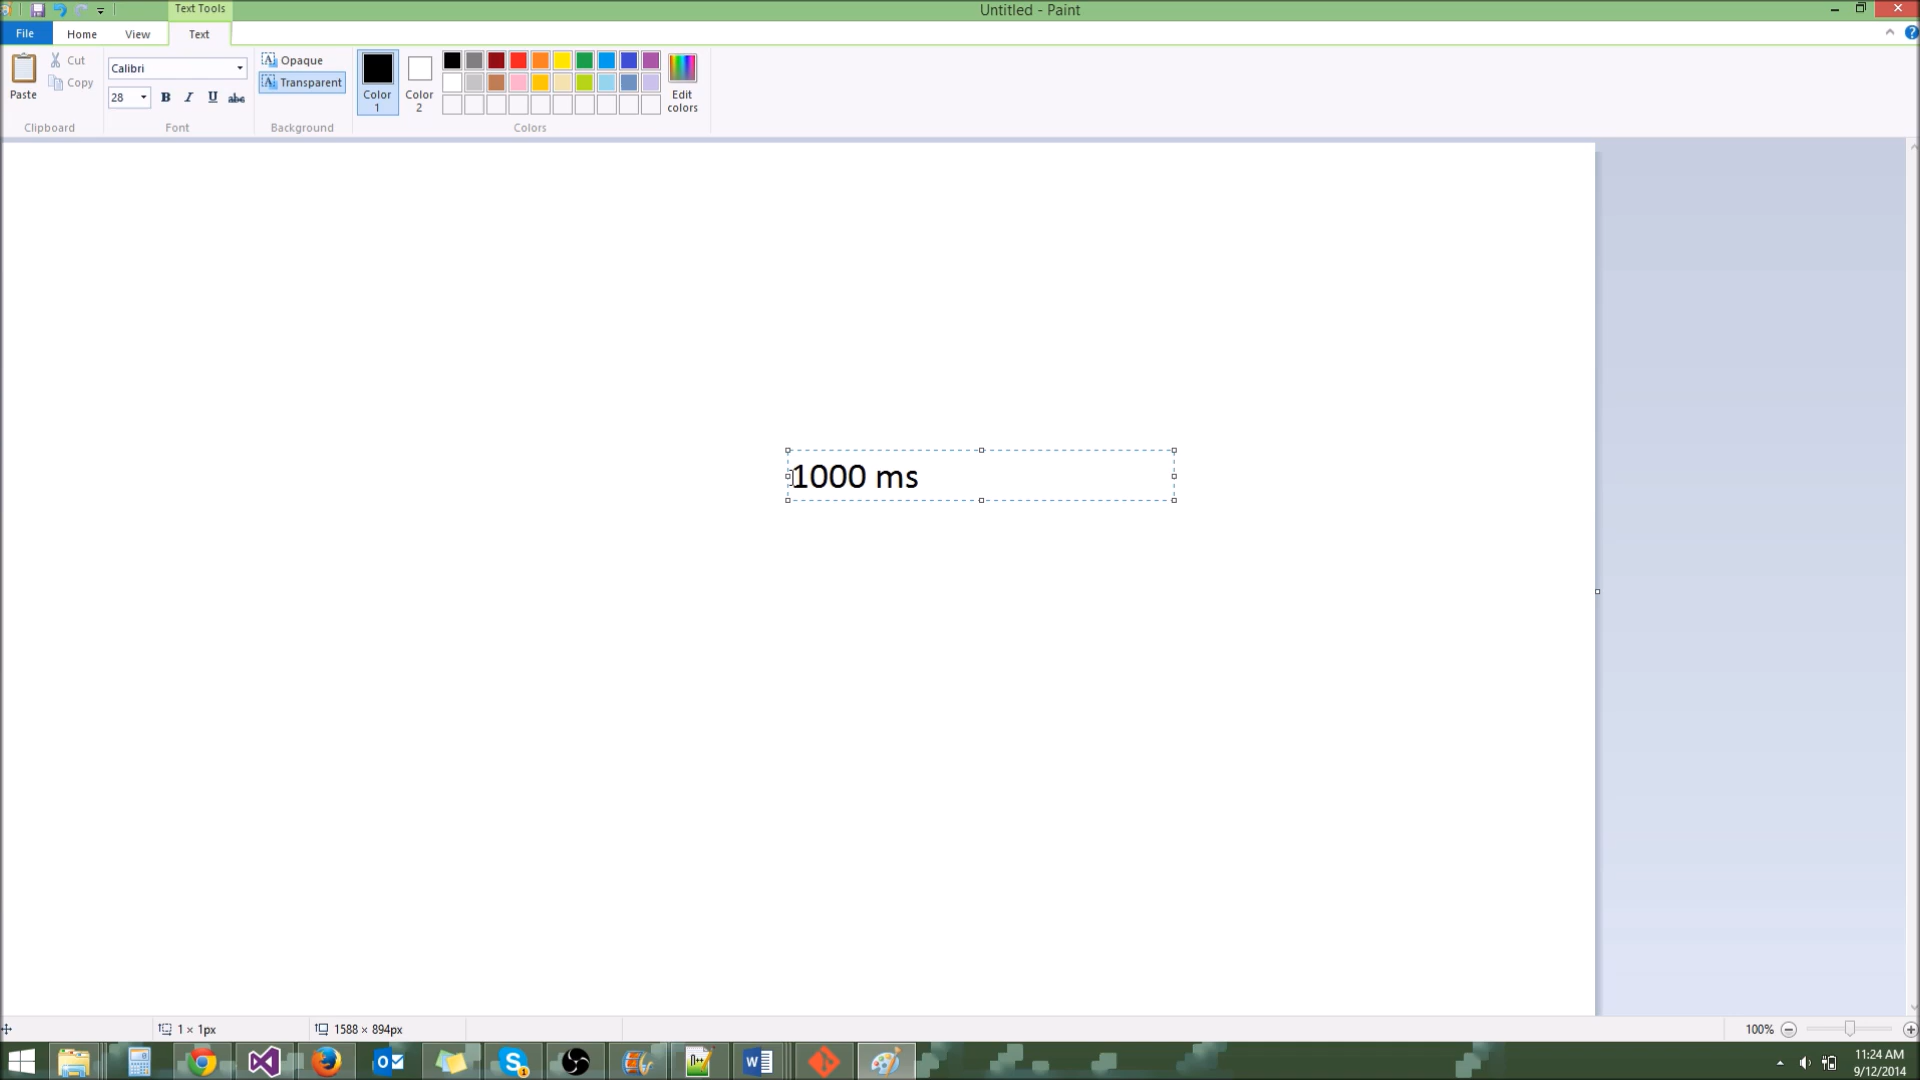 Text Tools
Untitled - Paint
File Home View Text
Paste
Cut
Copy
Clipboard
Calibri
28 B I U abc
Font
Opaque
Transparent
Background
Color 1
Color 2
Edit colors
Colors
1000 ms
1 × 1px
1588 × 894px
100%
11:24 AM
9/12/2014